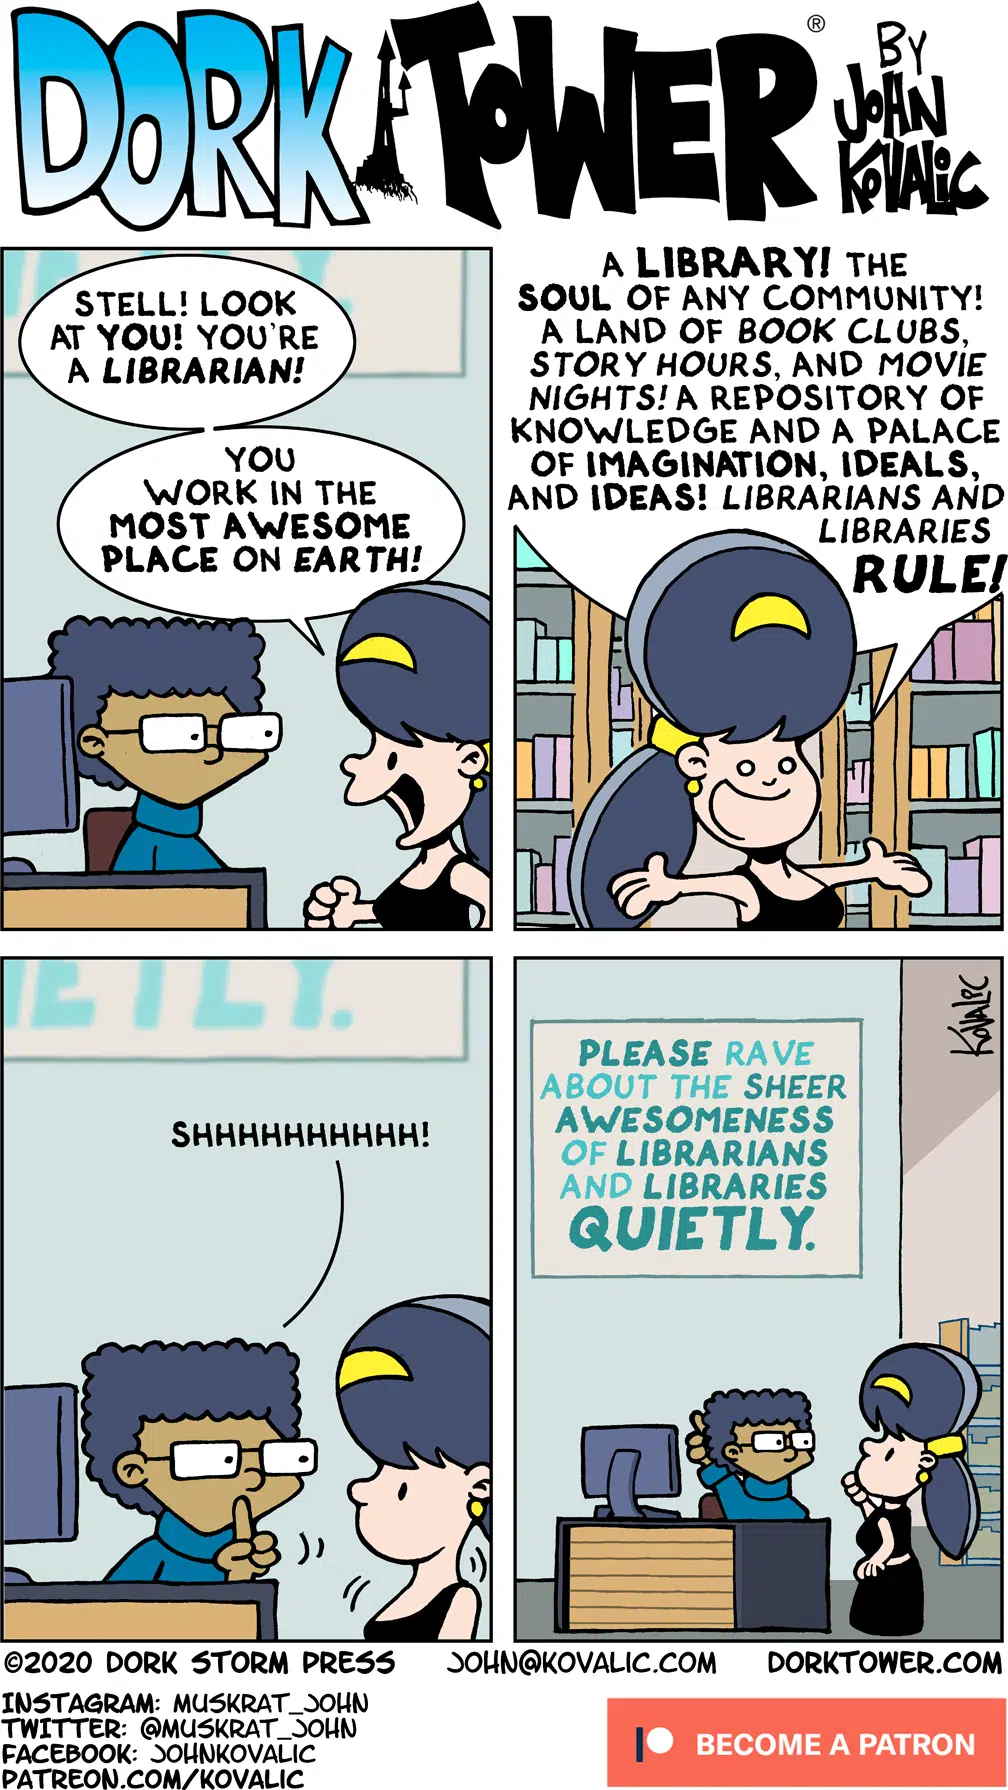 DORK TOWER®
BY
JOHN
KOVALIC
STELL! LOOK
AT YOU! YOU'RE
A LIBRARIAN!
YOU
WORK IN THE
MOST AWESOME
PLACE ON EARTH!
A LIBRARY! THE
SOUL OF ANY COMMUNITY!
A LAND OF BOOK CLUBS,
STORY HOURS, AND MOVIE
NIGHTS! A REPOSITORY OF
KNOWLEDGE AND A PALACE
OF IMAGINATION, IDEALS,
AND IDEAS! LIBRARIANS AND
LIBRARIES
RULE!
IETLY.
SHHHHHHHHHH!
KOVALIC
PLEASE RAVE
ABOUT THE SHEER
AWESOMENESS
OF LIBRARIANS
AND LIBRARIES
QUIETLY.
©2020 DORK STORM PRESS JOHN@KOVALIC.COM DORKTOWER.COM
INSTAGRAM: MUSKRAT_JOHN
TWITTER: @MUSKRAT_JOHN
FACEBOOK: JOHNKOVALIC
PATREON.COM/KOVALIC
BECOME A PATRON